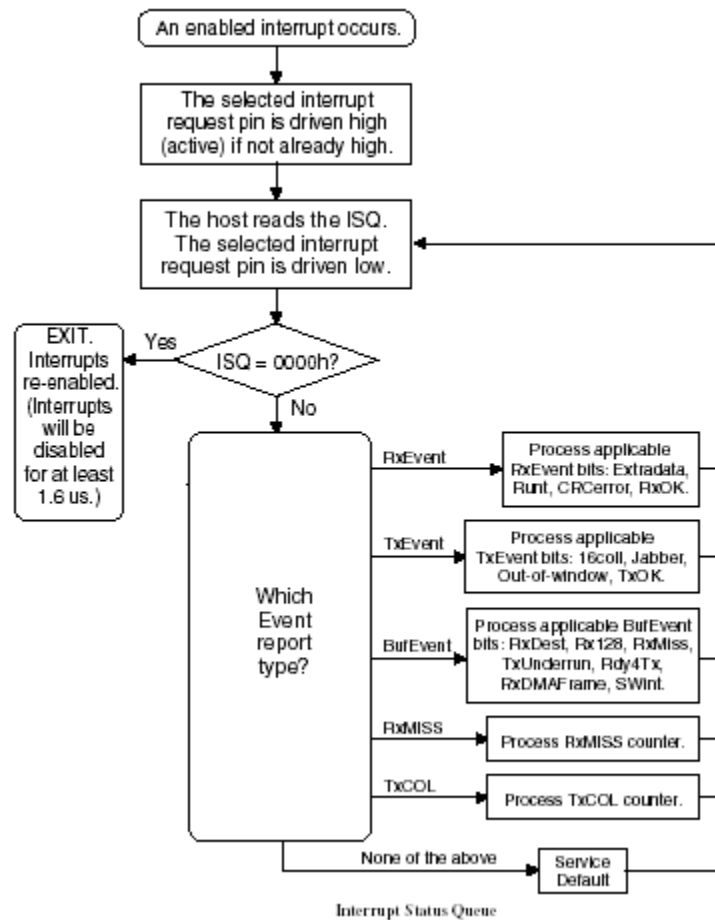 An enabled interrupt occurs.
The selected interrupt
request pin is driven high
(active) if not already high.
The host reads the ISQ.
The selected interrupt
request pin is driven low.
EXIT.
Interrupts
re-enabled.
(Interrupts
will be
disabled
for at least
1.6 us.)
Yes
ISQ = 0000h?
No
Which
Event
report
type?
RxEvent
Process applicable
RxEvent bits: Extradata,
Runt, CRCerror, RxOK.
TxEvent
Process applicable
TxEvent bits: 16coll, Jabber,
Out-of-window, TxOK.
BufEvent
Process applicable BufEvent
bits: RxDest, Rx128, RxMiss,
TxUnderrun, Rdy4Tx,
RxDMAFrame, SWint.
RxMISS
Process RxMISS counter.
TxCOL
Process TxCOL counter.
None of the above
Service
Default
Interrupt Status Queue